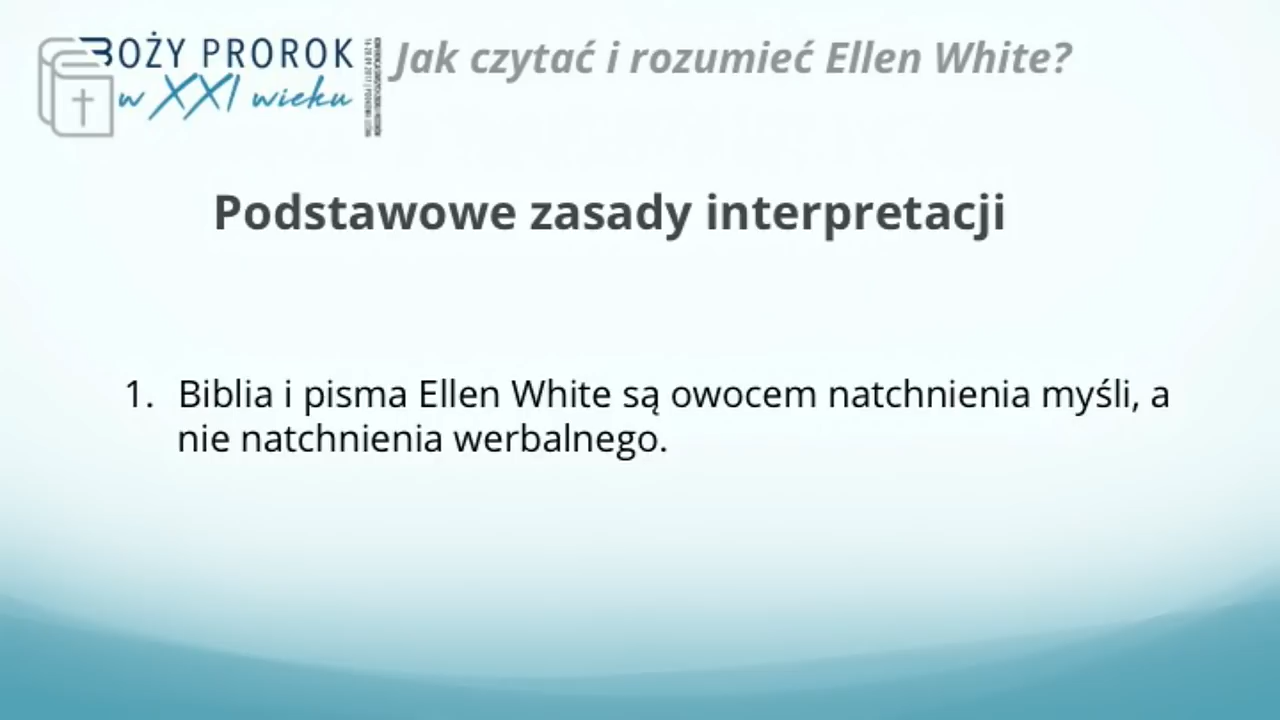 BOŻY PROROK
w XXI wieku
Jak czytać i rozumieć Ellen White?
Podstawowe zasady interpretacji
1. Biblia i pisma Ellen White są owocem natchnienia myśli, a
nie natchnienia werbalnego.